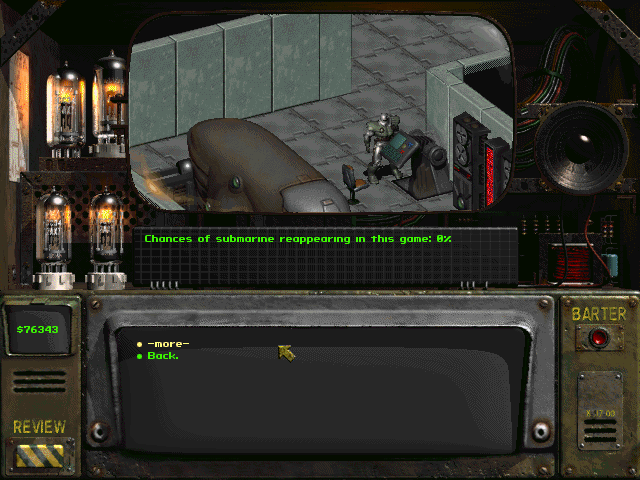 Chances of submarine reappearing in this game: 0%
$76343
BARTER
-more-
Back.
REVIEW